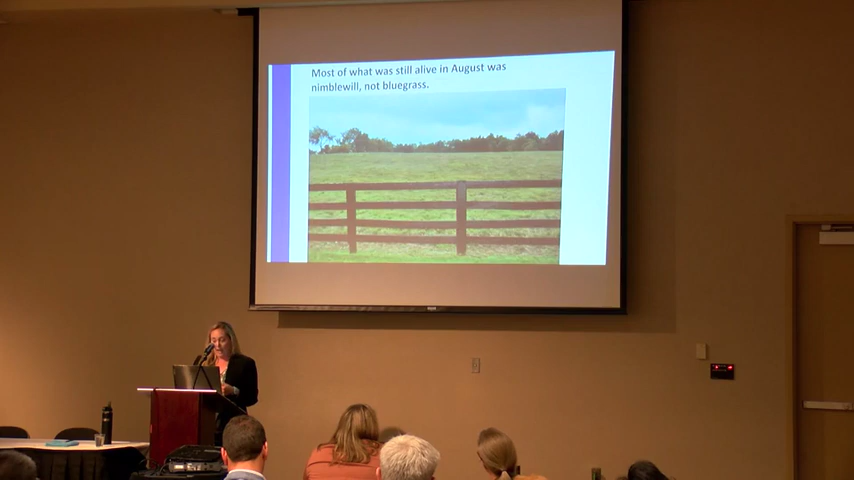 Most of what was still alive in August was
nimblewill, not bluegrass.